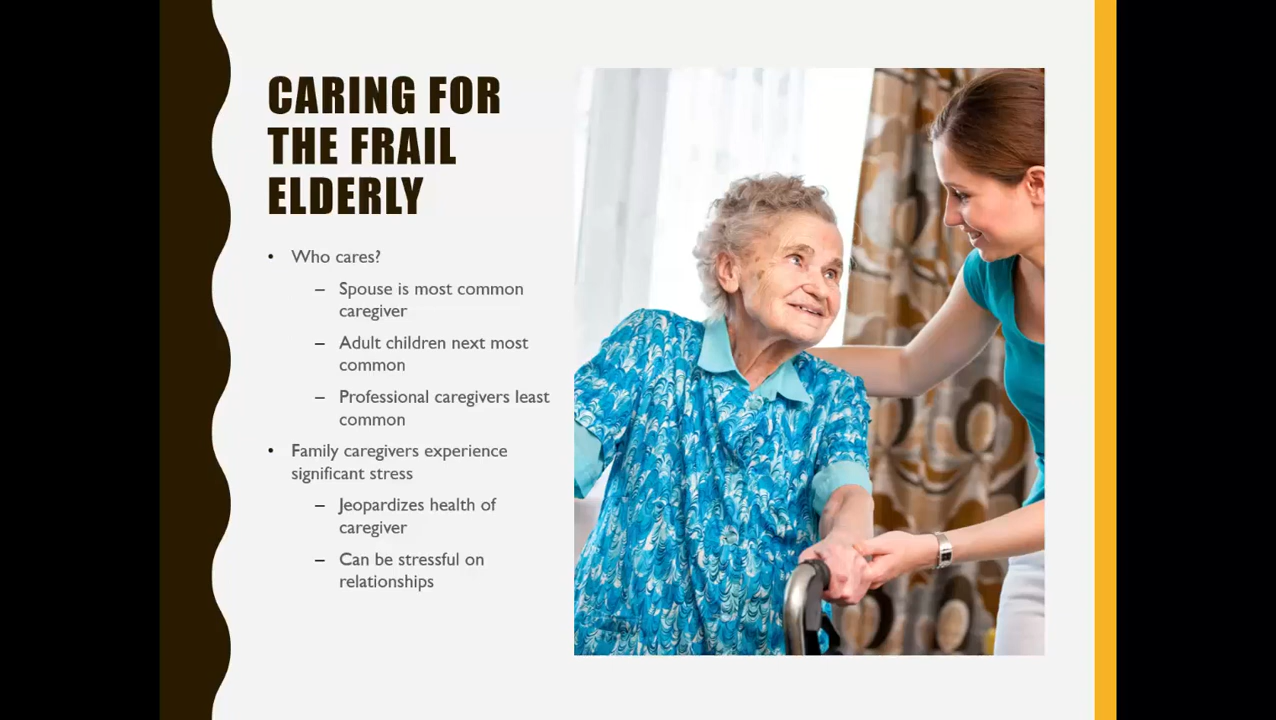 CARING FOR
THE FRAIL
ELDERLY
• Who cares?
– Spouse is most common
caregiver
– Adult children next most
common
– Professional caregivers least
common
• Family caregivers experience
significant stress
– Jeopardizes health of
caregiver
– Can be stressful on
relationships